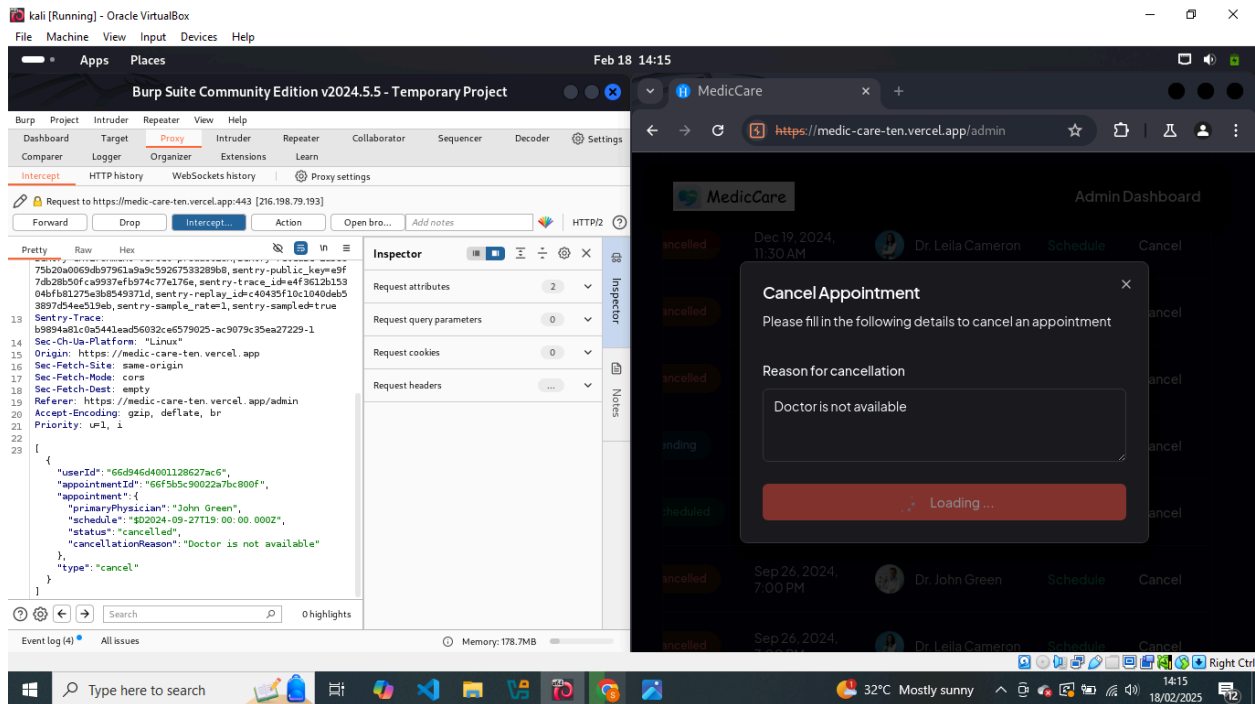 kali [Running] - Oracle VirtualBox
File Machine View Input Devices Help
Apps Places Feb 18 14:15
Burp Suite Community Edition v2024.5.5 - Temporary Project
Burp Project Intruder Repeater View Help
Dashboard Target Proxy Intruder Repeater Collaborator Sequencer Decoder Settings
Comparer Logger Organizer Extensions Learn
Intercept HTTP history WebSockets history Proxy settings
Request to https://medic-care-ten.vercel.app:443 [216.198.79.193]
Forward Drop Intercept... Action Open bro... Add notes HTTP/2
Pretty Raw Hex \n
75b20a0069db97961a9a9c59267533289b8,sentry-public_key=e9f
7db28b50fca9937efb974c77e176e,sentry-trace_id=e4f3612b153
04bfb81275e3b8549371d,sentry-replay_id=c40435f10c1040deb5
3897d54ee519eb,sentry-sample_rate=1,sentry-sampled=true
13 Sentry-Trace:
b9894a81c0a5441ead56032ce6579025-ac9079c35ea27229-1
14 Sec-Ch-Ua-Platform: "Linux"
15 Origin: https://medic-care-ten.vercel.app
16 Sec-Fetch-Site: same-origin
17 Sec-Fetch-Mode: cors
18 Sec-Fetch-Dest: empty
19 Referer: https://medic-care-ten.vercel.app/admin
20 Accept-Encoding: gzip, deflate, br
21 Priority: u=1, i
22
23 [
{
"userId":"66d946d4001128627ac6",
"appointmentId":"66f5b5c90022a7bc800f",
"appointment":{
"primaryPhysician":"John Green",
"schedule":"$D2024-09-27T19:00:00.000Z",
"status":"cancelled",
"cancellationReason":"Doctor is not available"
},
"type":"cancel"
}
]
Search 0 highlights
Event log (4) All issues Memory: 178.7MB
Inspector
Request attributes 2
Request query parameters 0
Request cookies 0
Request headers ...
Inspector
Notes
MedicCare
https://medic-care-ten.vercel.app/admin
MedicCare Admin Dashboard
ancelled Dec 19, 2024, 11:30 AM Dr. Leila Cameron Schedule Cancel
ancelled ancel
ancelled ancel
ending ancel
heduled ancel
Cancel Appointment
Please fill in the following details to cancel an appointment
Reason for cancellation
Doctor is not available
Loading ...
ancelled Sep 26, 2024, 7:00 PM Dr. John Green Schedule Cancel
ancelled Sep 26, 2024, Dr. Leila Cameron Schedule Cancel
Right Ctrl
Type here to search
32°C Mostly sunny
14:15
18/02/2025
12